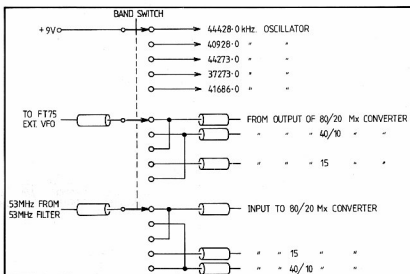 BAND SWITCH
+9V
44428·0 kHz. OSCILLATOR
40928·0 " "
44273·0 " "
37273·0 " "
41686·0 " "
TO FT75
EXT. VFO
FROM OUTPUT OF 80/20 Mx CONVERTER
" " " 40/10 " "
" " " 15 " "
53MHz FROM
53MHz FILTER
INPUT TO 80/20 Mx CONVERTER
" " 15 " "
" " 40/10 " "